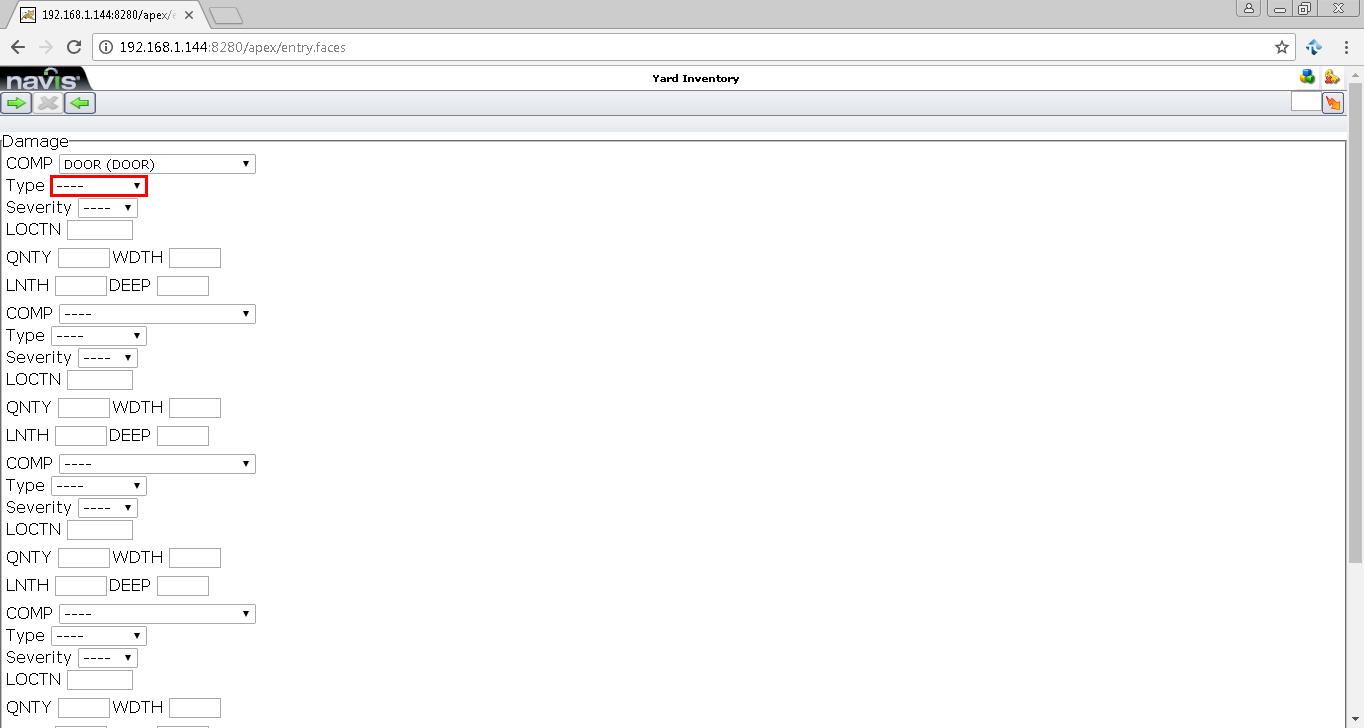 192.168.1.144:8280/apex/e
192.168.1.144:8280/apex/entry.faces
navis
Yard Inventory
Damage
COMP DOOR (DOOR)
Type ----
Severity ----
LOCTN
QNTY WDTH
LNTH DEEP
COMP ----
Type ----
Severity ----
LOCTN
QNTY WDTH
LNTH DEEP
COMP ----
Type ----
Severity ----
LOCTN
QNTY WDTH
LNTH DEEP
COMP ----
Type ----
Severity ----
LOCTN
QNTY WDTH